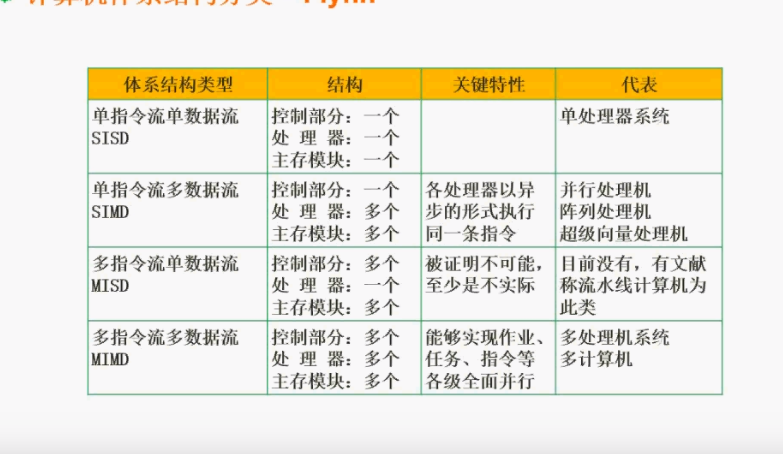 计算机体系结构分类 - Flynn
体系结构类型 结构 关键特性 代表
单指令流单数据流
SISD
控制部分：一个
处 理 器：一个
主存模块：一个
单处理器系统
单指令流多数据流
SIMD
控制部分：一个
处 理 器：多个
主存模块：多个
各处理器以异
步的形式执行
同一条指令
并行处理机
阵列处理机
超级向量处理机
多指令流单数据流
MISD
控制部分：多个
处 理 器：一个
主存模块：多个
被证明不可能，
至少是不实际
目前没有，有文献
称流水线计算机为
此类
多指令流多数据流
MIMD
控制部分：多个
处 理 器：多个
主存模块：多个
能够实现作业、
任务、指令等
各级全面并行
多处理机系统
多计算机